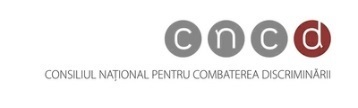 cncd
CONSILIUL NAȚIONAL PENTRU COMBATEREA DISCRIMINĂRII